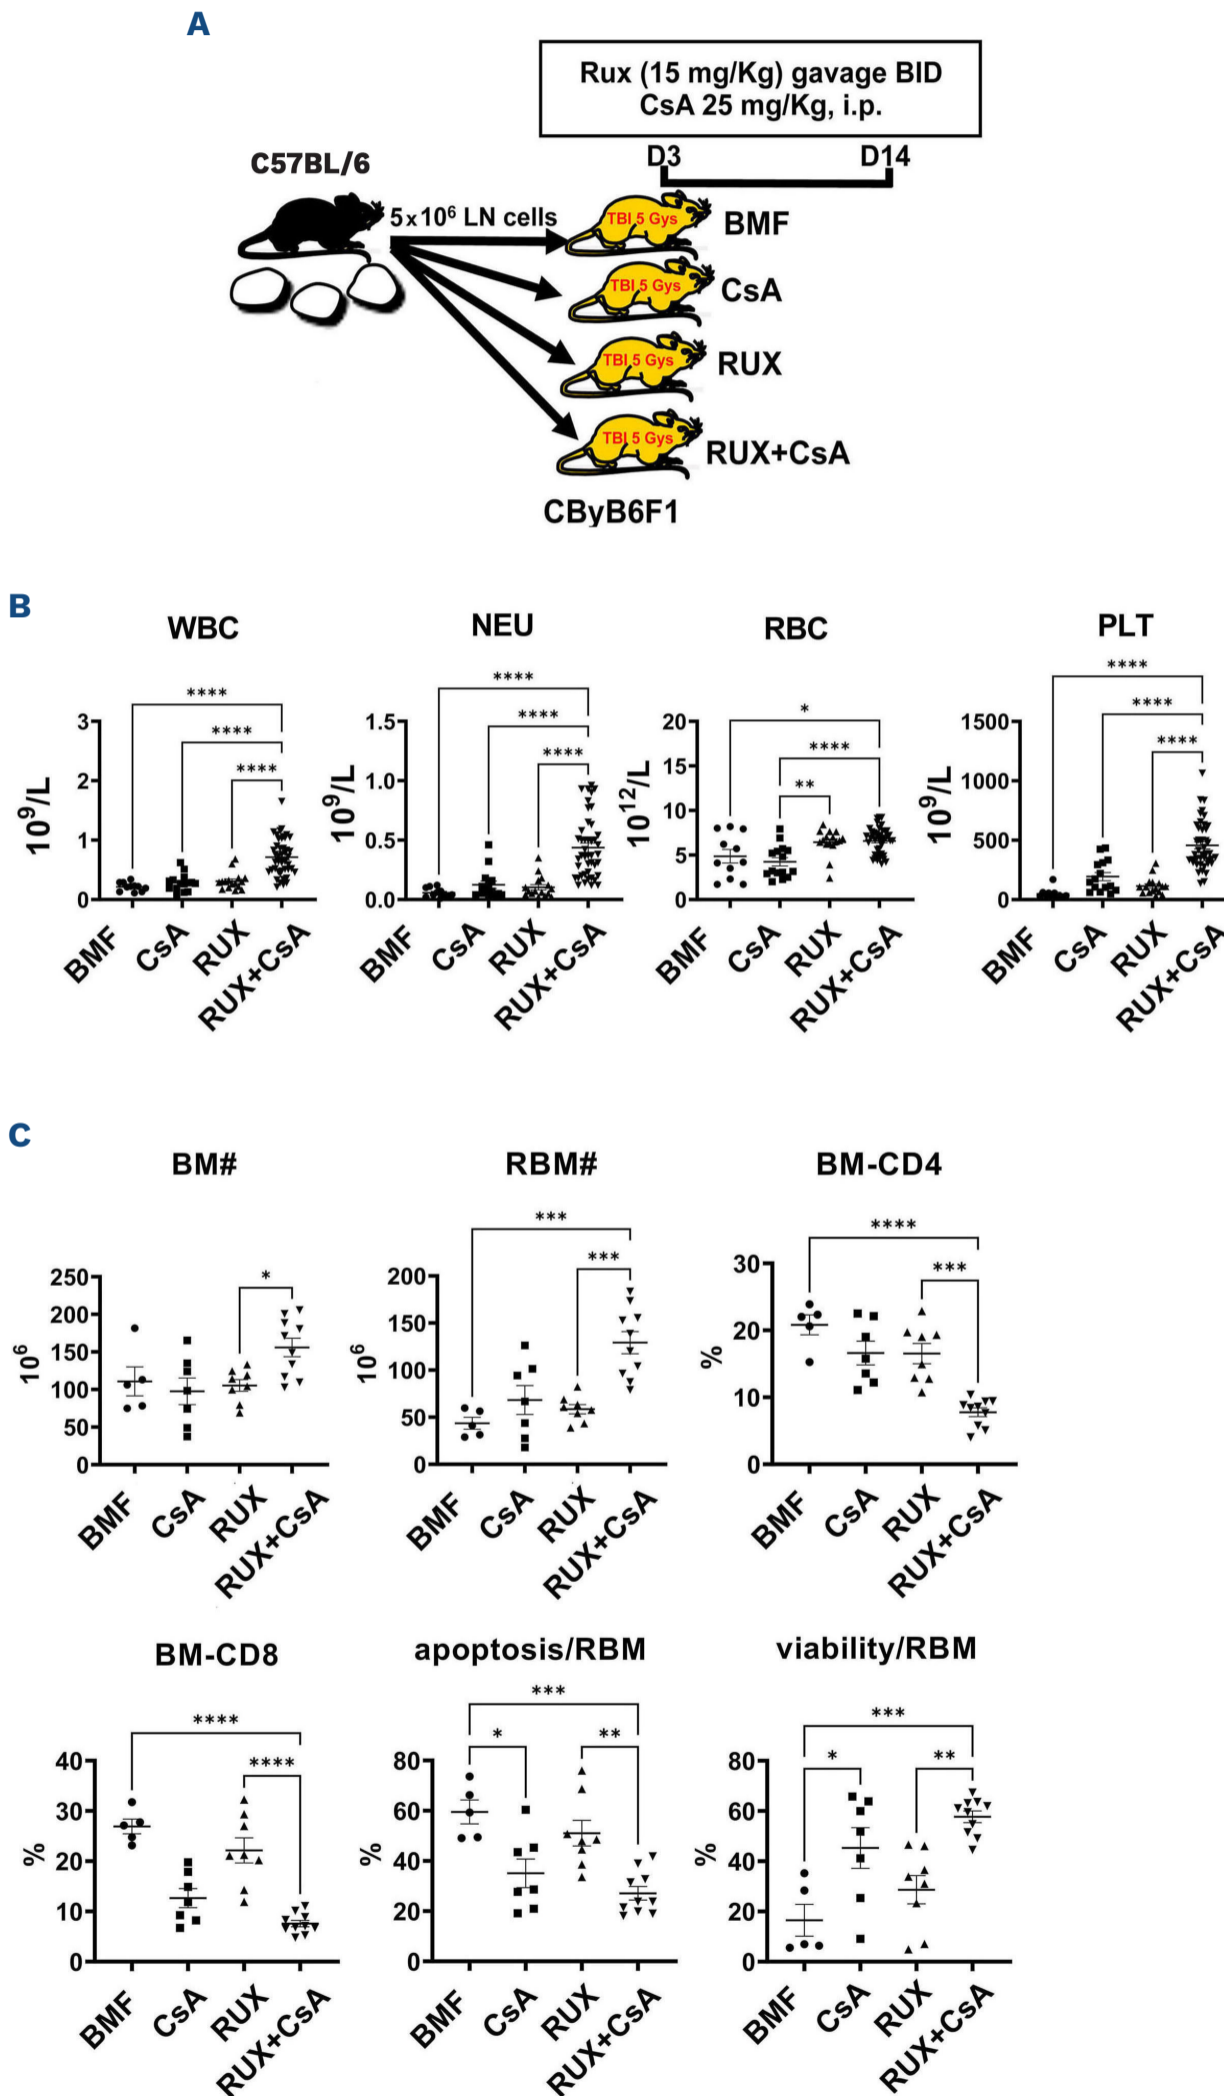 A
Rux (15 mg/Kg) gavage BID
CsA 25 mg/Kg, i.p.
D3 D14
C57BL/6
5x10⁶ LN cells
TBI 5 Gys
BMF
TBI 5 Gys
CsA
TBI 5 Gys
RUX
TBI 5 Gys
RUX+CsA
CByB6F1
B
WBC
****
****
****
3
2
1
0
10⁹/L
BMF
CsA
RUX
RUX+CsA
NEU
****
****
****
1.5
1.0
0.5
0.0
10⁹/L
BMF
CsA
RUX
RUX+CsA
RBC
*
****
**
20
15
10
5
0
10¹²/L
BMF
CsA
RUX
RUX+CsA
PLT
****
****
****
1500
1000
500
0
10⁹/L
BMF
CsA
RUX
RUX+CsA
C
BM#
*
250
200
150
100
50
0
10⁶
BMF
CsA
RUX
RUX+CsA
RBM#
***
***
200
150
100
50
0
10⁶
BMF
CsA
RUX
RUX+CsA
BM-CD4
****
***
30
20
10
0
%
BMF
CsA
RUX
RUX+CsA
BM-CD8
****
****
40
30
20
10
0
%
BMF
CsA
RUX
RUX+CsA
apoptosis/RBM
***
*
**
80
60
40
20
0
%
BMF
CsA
RUX
RUX+CsA
viability/RBM
***
*
**
80
60
40
20
0
%
BMF
CsA
RUX
RUX+CsA